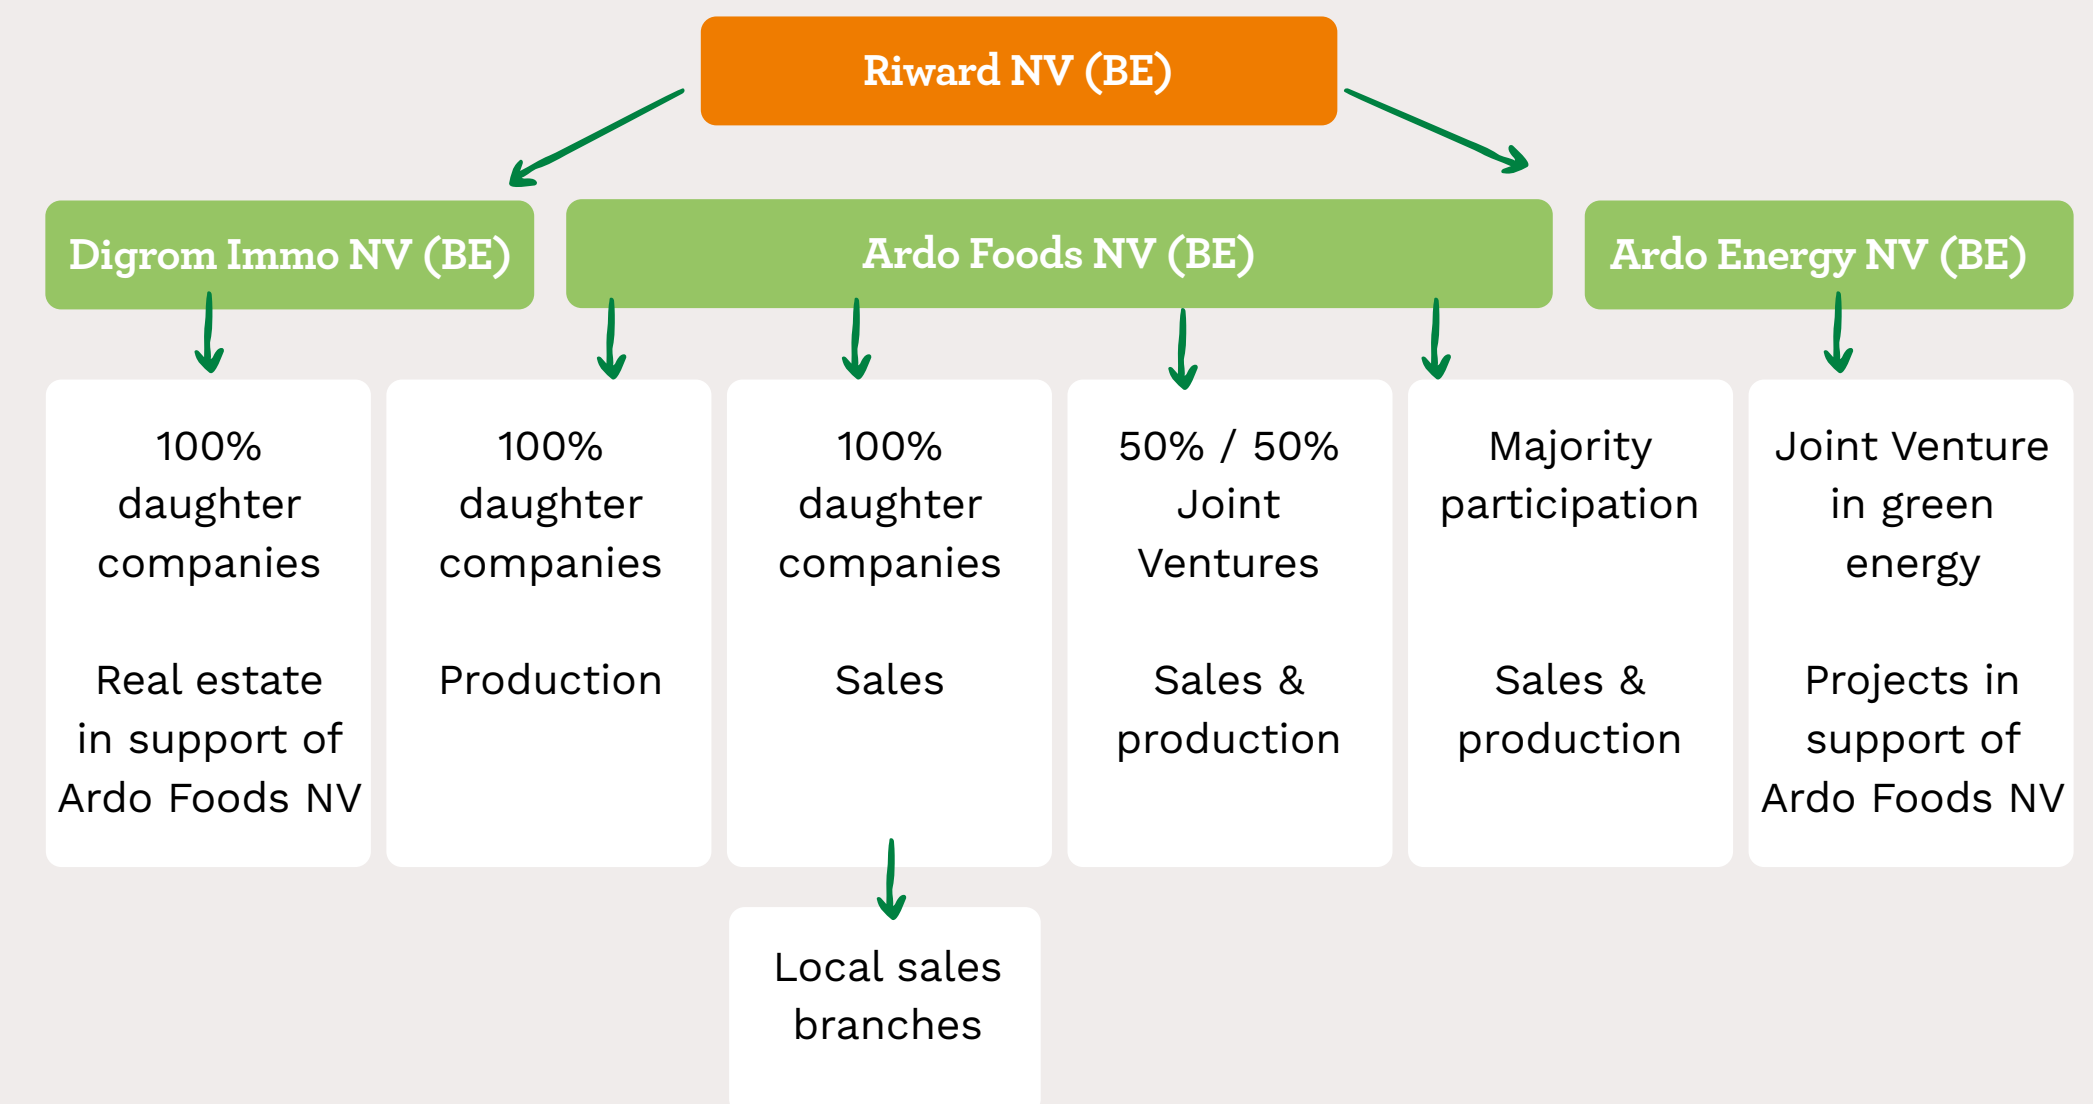 Riward NV (BE)
Digrom Immo NV (BE)
Ardo Foods NV (BE)
Ardo Energy NV (BE)
100%
daughter
companies
Real estate
in support of
Ardo Foods NV
100%
daughter
companies
Production
100%
daughter
companies
Sales
50% / 50%
Joint
Ventures
Sales &
production
Majority
participation
Sales &
production
Joint Venture
in green
energy
Projects in
support of
Ardo Foods NV
Local sales
branches